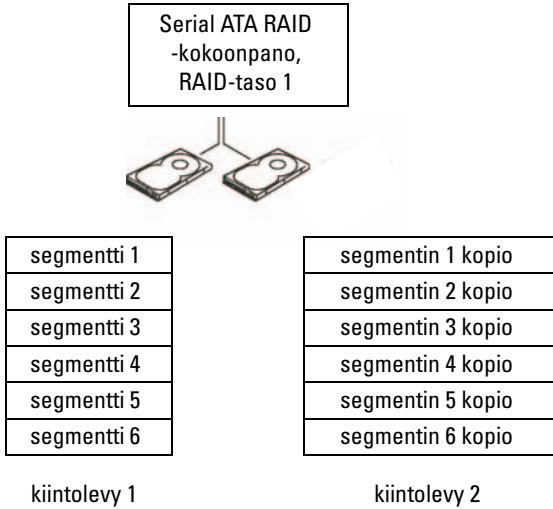 Serial ATA RAID
-kokoonpano,
RAID-taso 1
segmentti 1
segmentin 1 kopio
segmentti 2
segmentin 2 kopio
segmentti 3
segmentin 3 kopio
segmentti 4
segmentin 4 kopio
segmentti 5
segmentin 5 kopio
segmentti 6
segmentin 6 kopio
kiintolevy 1
kiintolevy 2